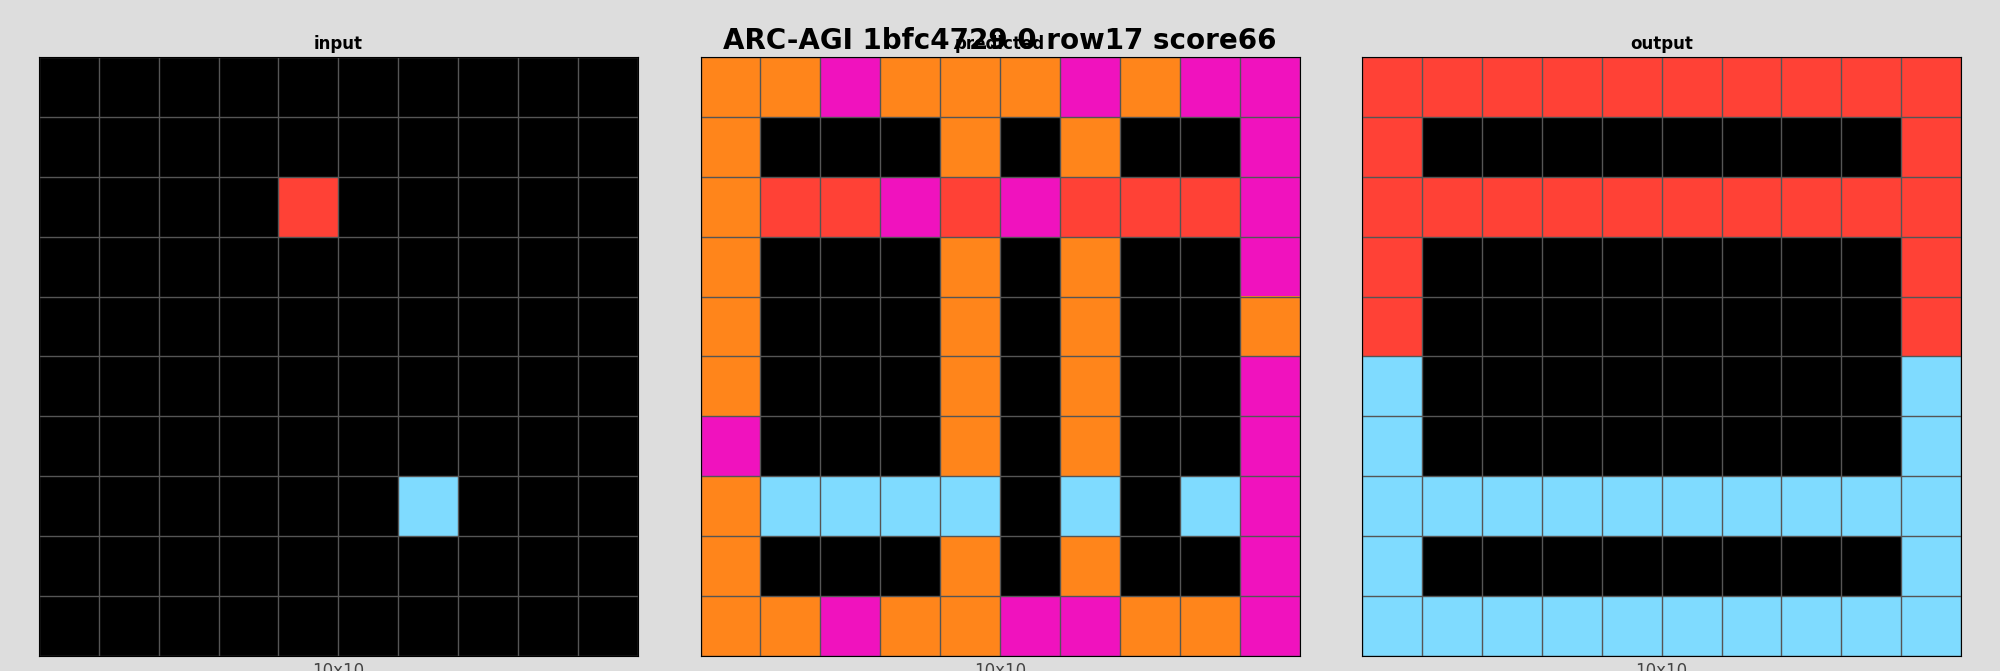 ARC-AGI 1bfc4729.0 row17 score66
input
predicted
output
10x10
10x10
10x10